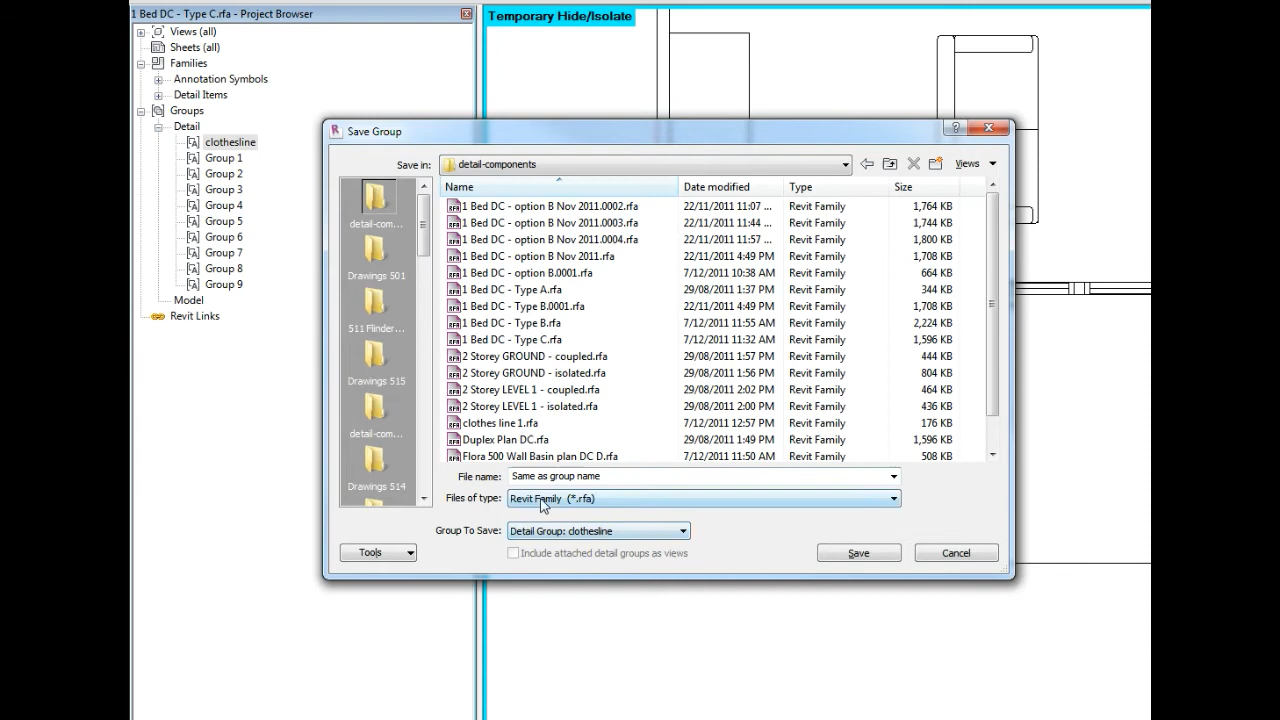 1 Bed DC - Type C.rfa - Project Browser
Temporary Hide/Isolate
Views (all)
Sheets (all)
Families
Annotation Symbols
Detail Items
Groups
Detail
clothesline
Group 1
Group 2
Group 3
Group 4
Group 5
Group 6
Group 7
Group 8
Group 9
Model
Revit Links
Save Group
Save in: detail-components Views
detail-com...
Drawings 501
511 Flinder...
Drawings 515
detail-com...
Drawings 514
Name Date modified Type Size
1 Bed DC - option B Nov 2011.0002.rfa 22/11/2011 11:07 ... Revit Family 1,764 KB
1 Bed DC - option B Nov 2011.0003.rfa 22/11/2011 11:44 ... Revit Family 1,744 KB
1 Bed DC - option B Nov 2011.0004.rfa 22/11/2011 11:57 ... Revit Family 1,800 KB
1 Bed DC - option B Nov 2011.rfa 22/11/2011 4:49 PM Revit Family 1,708 KB
1 Bed DC - option B.0001.rfa 7/12/2011 10:38 AM Revit Family 664 KB
1 Bed DC - Type A.rfa 29/08/2011 1:37 PM Revit Family 344 KB
1 Bed DC - Type B.0001.rfa 22/11/2011 4:49 PM Revit Family 1,708 KB
1 Bed DC - Type B.rfa 7/12/2011 11:55 AM Revit Family 2,224 KB
1 Bed DC - Type C.rfa 7/12/2011 11:32 AM Revit Family 1,596 KB
2 Storey GROUND - coupled.rfa 29/08/2011 1:57 PM Revit Family 444 KB
2 Storey GROUND - isolated.rfa 29/08/2011 1:56 PM Revit Family 804 KB
2 Storey LEVEL 1 - coupled.rfa 29/08/2011 2:02 PM Revit Family 464 KB
2 Storey LEVEL 1 - isolated.rfa 29/08/2011 2:00 PM Revit Family 436 KB
clothes line 1.rfa 7/12/2011 12:57 PM Revit Family 176 KB
Duplex Plan DC.rfa 29/08/2011 1:49 PM Revit Family 1,596 KB
Flora 500 Wall Basin plan DC D.rfa 7/12/2011 11:50 AM Revit Family 508 KB
File name: Same as group name
Files of type: Revit Family (*.rfa)
Group To Save: Detail Group: clothesline
Include attached detail groups as views
Tools Save Cancel